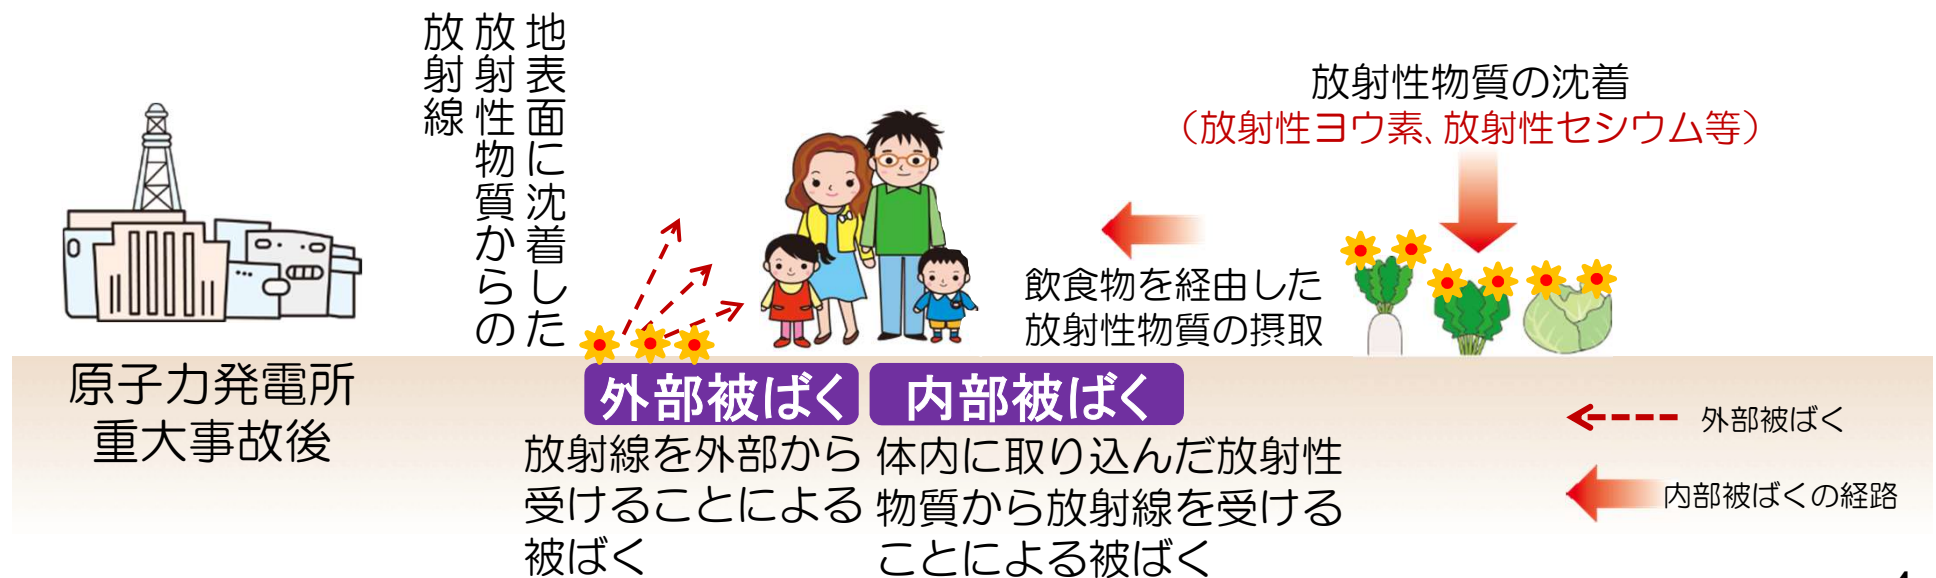 地表面に沈着した
放射性物質からの
放射線
放射性物質の沈着
（放射性ヨウ素、放射性セシウム等）
飲食物を経由した
放射性物質の摂取
原子力発電所
重大事故後
外部被ばく
放射線を外部から
受けることによる
被ばく
内部被ばく
体内に取り込んだ放射性
物質から放射線を受ける
ことによる被ばく
外部被ばく
内部被ばくの経路